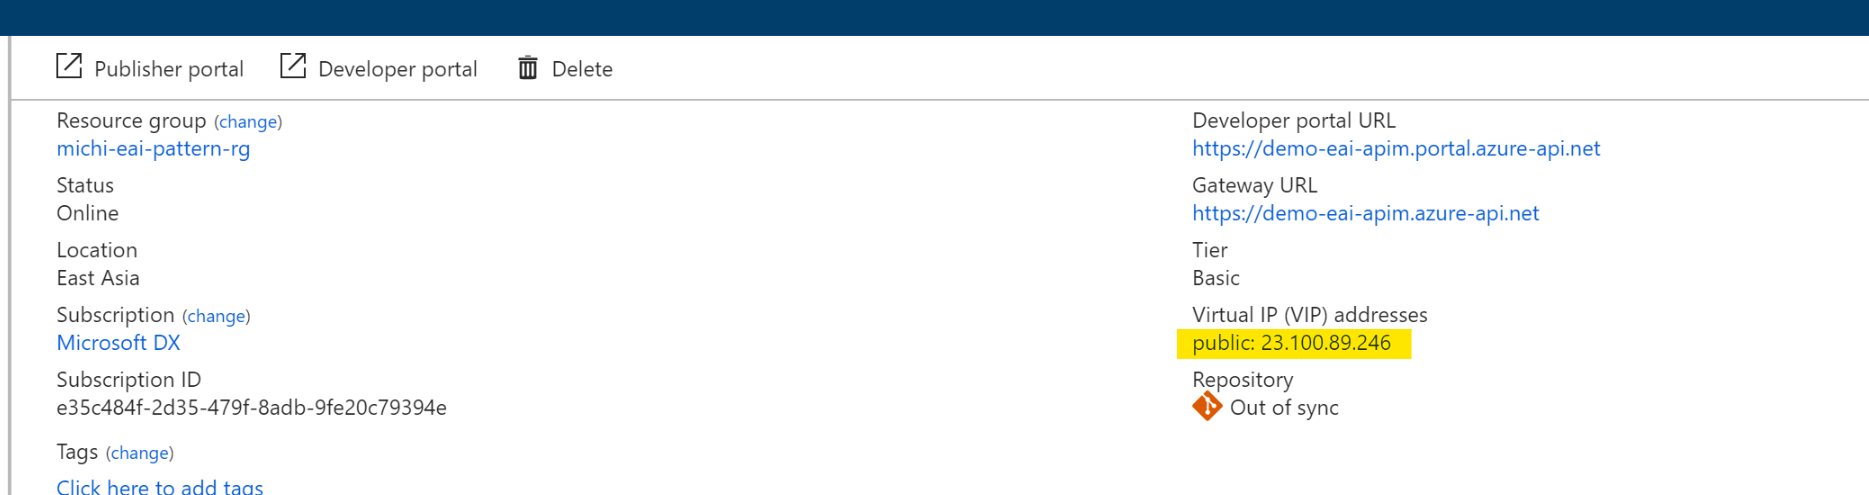 Publisher portal Developer portal Delete
Resource group (change)
michi-eai-pattern-rg
Status
Online
Location
East Asia
Subscription (change)
Microsoft DX
Subscription ID
e35c484f-2d35-479f-8adb-9fe20c79394e
Tags (change)
Click here to add tags
Developer portal URL
https://demo-eai-apim.portal.azure-api.net
Gateway URL
https://demo-eai-apim.azure-api.net
Tier
Basic
Virtual IP (VIP) addresses
public: 23.100.89.246
Repository
Out of sync